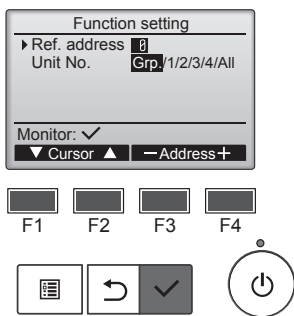 Function setting
Ref. address 0
Unit No. Grp./1/2/3/4/All
Monitor: ✓
▼ Cursor ▲ −Address+
F1 F2 F3 F4